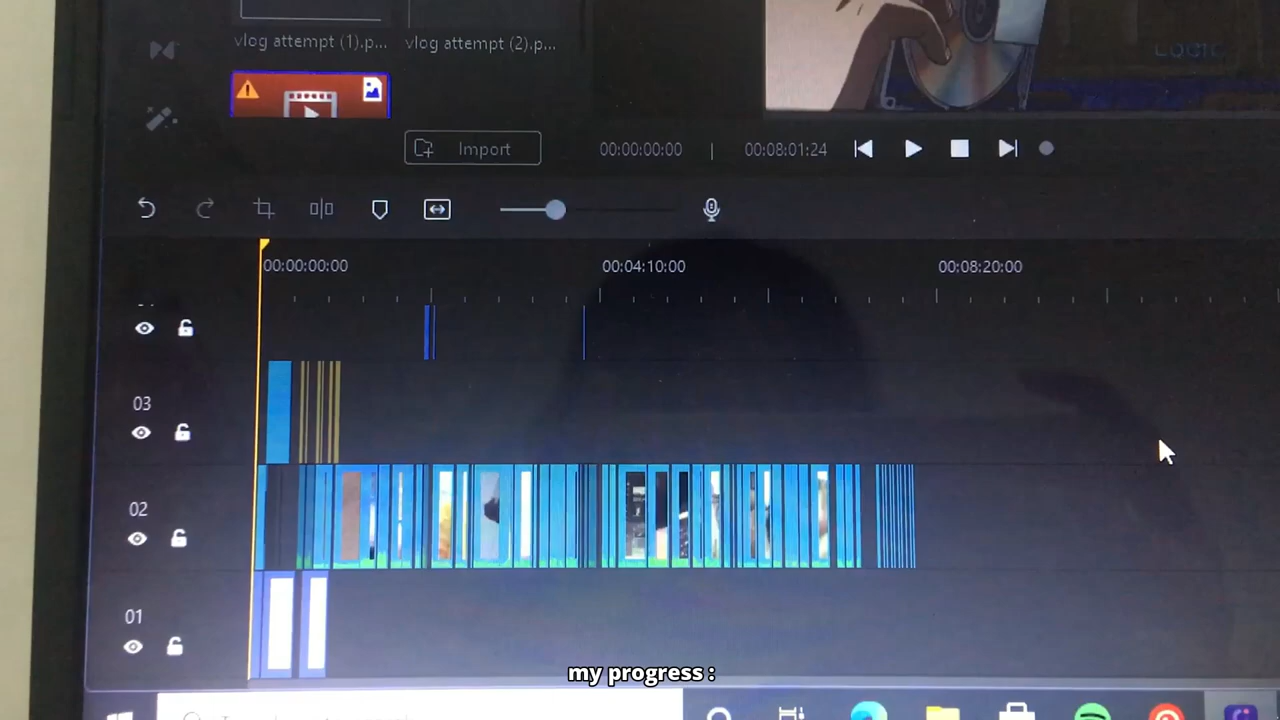 vlog attempt (1).p...
vlog attempt (2).p...
LOGIC
Import
00:00:00:00 | 00:08:01:24
00:00:00:00
00:04:10:00
00:08:20:00
03
02
01
my progress :